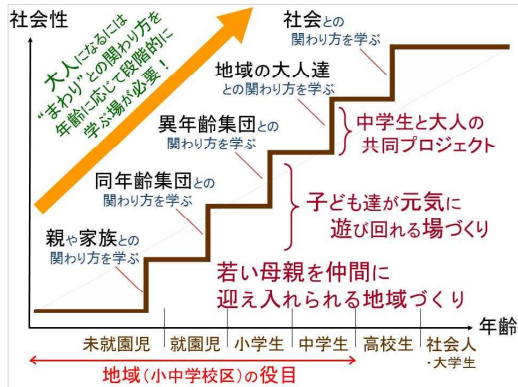 社会性
大人になるには
“まわり”との関わり方を
年齢に応じて段階的に
学ぶ場が必要！
社会との
関わり方を学ぶ
地域の大人達
との関わり方を学ぶ
異年齢集団との
関わり方を学ぶ
同年齢集団との
関わり方を学ぶ
親や家族との
関わり方を学ぶ
中学生と大人の
共同プロジェクト
子ども達が元気に
遊び回れる場づくり
若い母親を仲間に
迎え入れられる地域づくり
年齢
未就園児
就園児
小学生
中学生
高校生
社会人
・大学生
地域(小中学校区)の役目